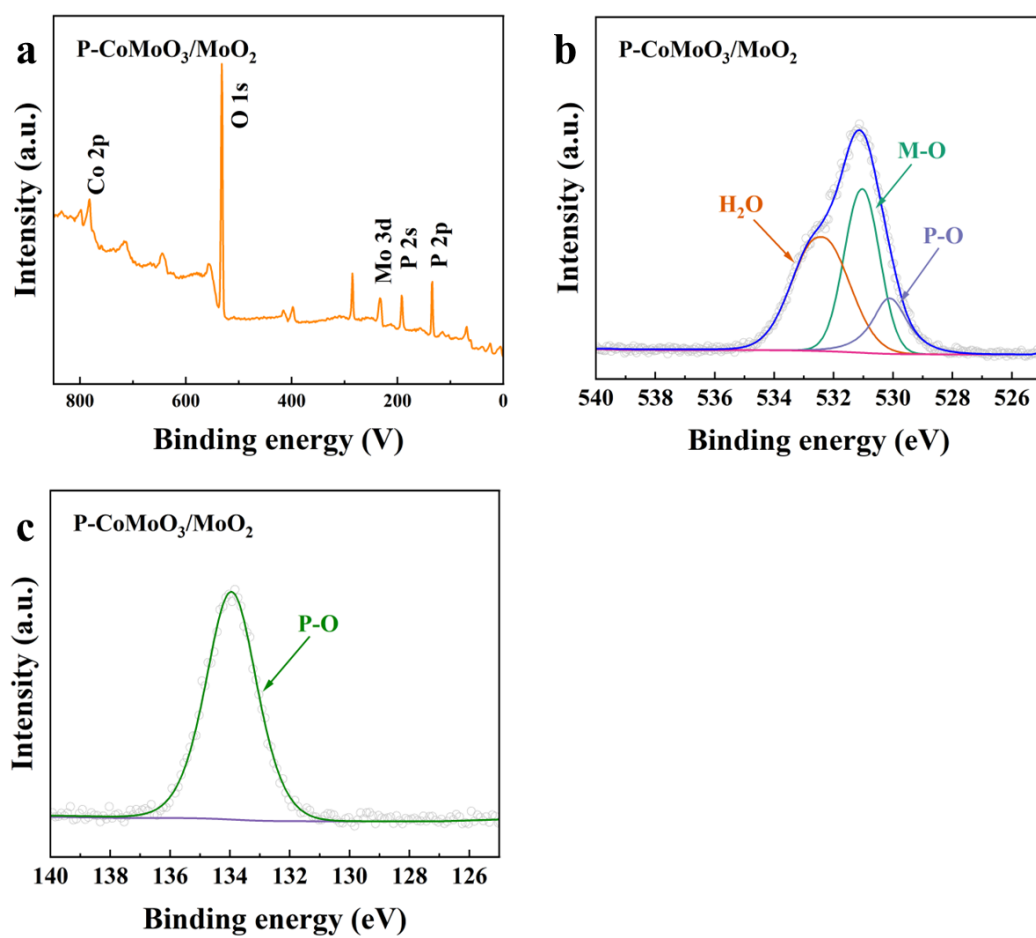 a
P-CoMoO₃/MoO₂
Co 2p
O 1s
Mo 3d
P 2s
P 2p
Intensity (a.u.)
800 600 400 200 0
Binding energy (V)
b
P-CoMoO₃/MoO₂
H₂O
M-O
P-O
Intensity (a.u.)
540 538 536 534 532 531 530 528 526
Binding energy (eV)
c
P-CoMoO₃/MoO₂
P-O
Intensity (a.u.)
140 138 136 134 133 132 130 128 126
Binding energy (eV)